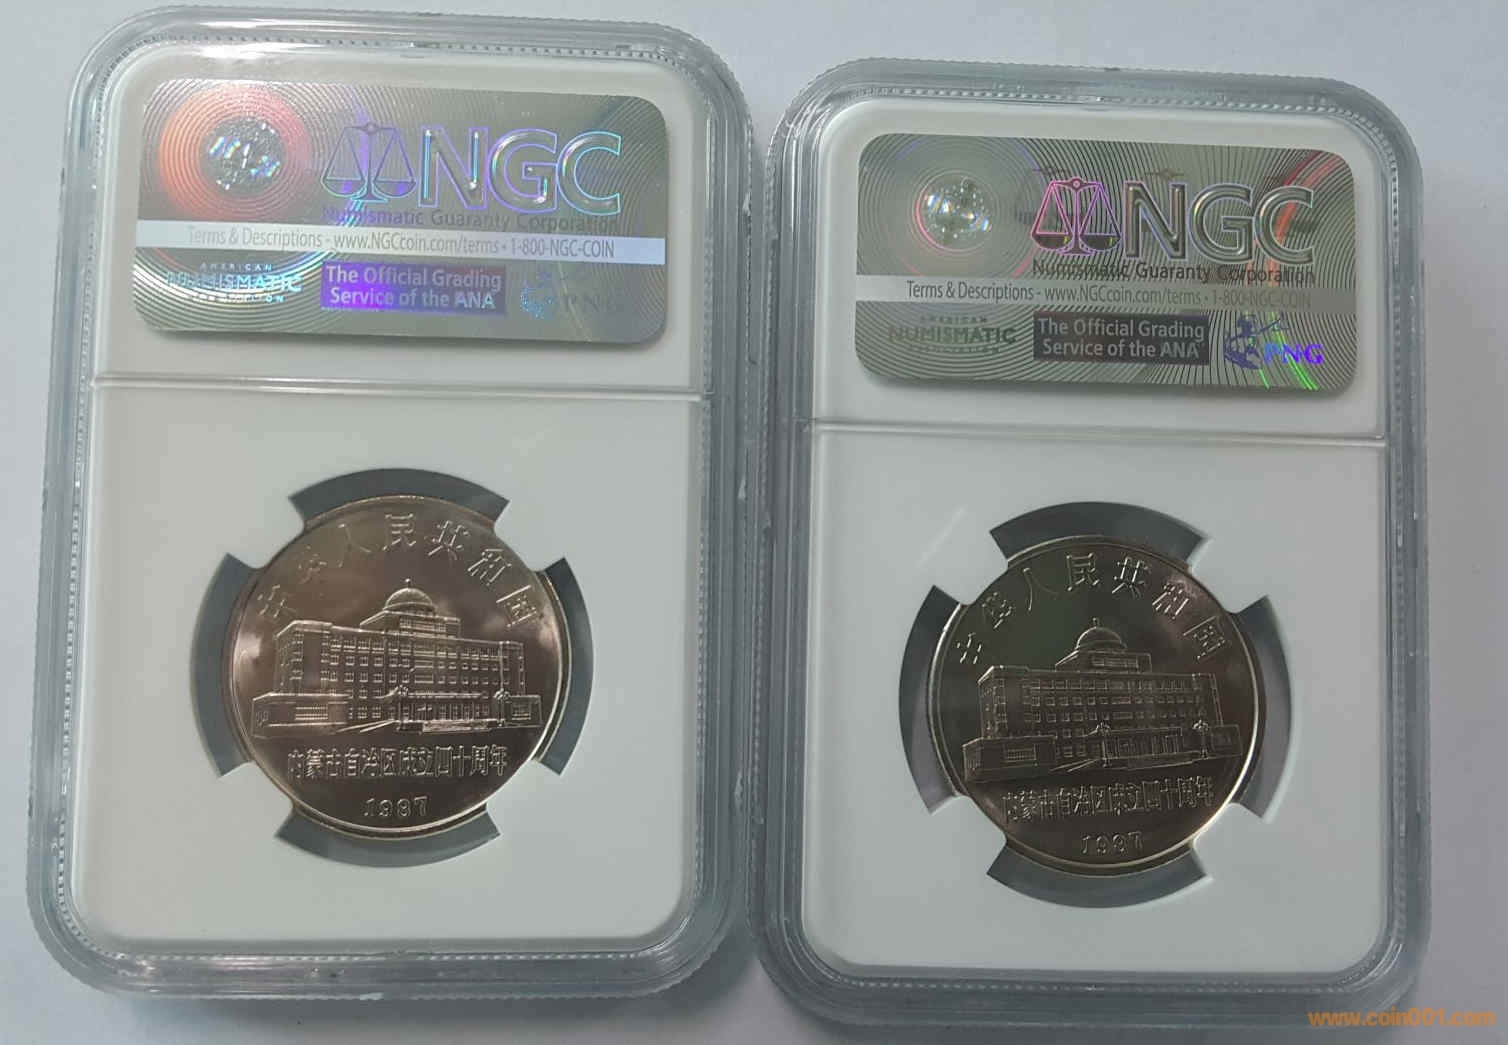 NGC
Numismatic Guaranty Corporation
Terms & Descriptions - www.NGCcoin.com/terms • 1-800-NGC-COIN
AMERICAN
NUMISMATIC
The Official Grading
Service of the ANA
PNG
中华人民共和国
内蒙古自治区成立四十周年
1987
NGC
Numismatic Guaranty Corporation
Terms & Descriptions - www.NGCcoin.com/terms • 1-800-NGC-COIN
AMERICAN
NUMISMATIC
The Official Grading
Service of the ANA
PNG
中华人民共和国
内蒙古自治区成立四十周年
1987
www.coin001.com